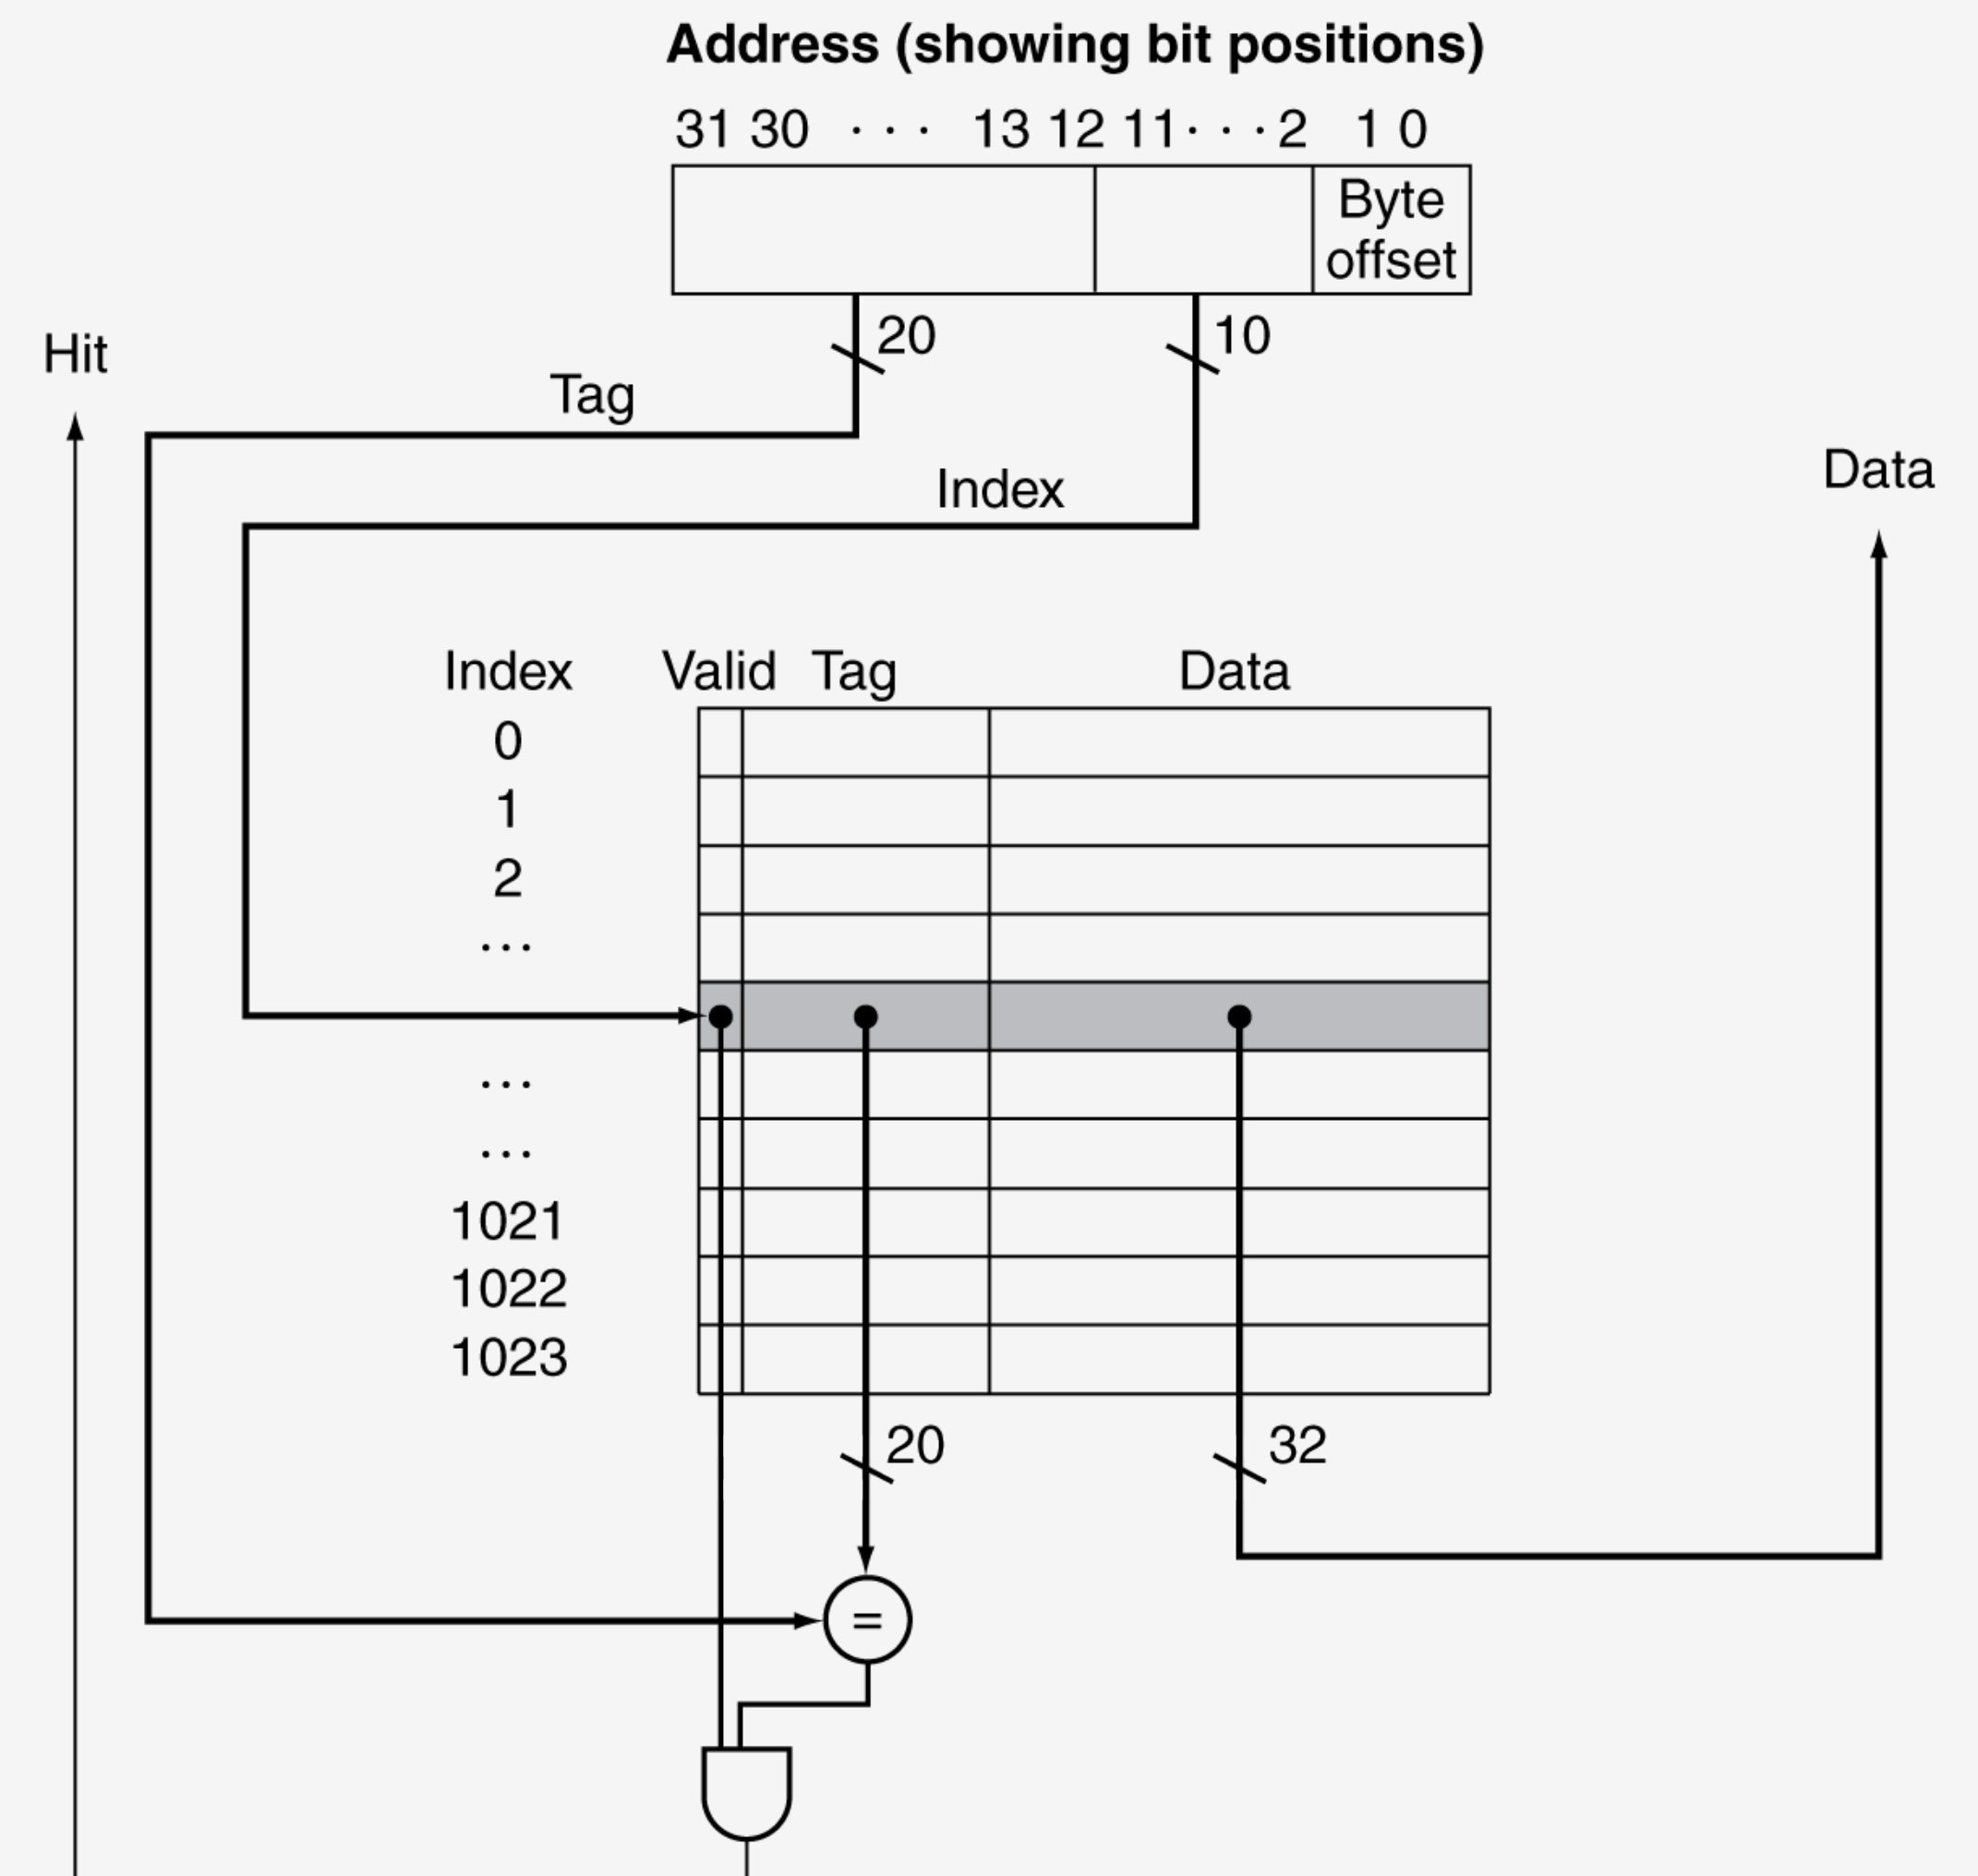 Address (showing bit positions)
31 30 · · · 13 12 11 · · · 2 1 0
Byte
offset
20 10
Hit
Tag
Data
Index
Index Valid Tag Data
0
1
2
...
...
...
1021
1022
1023
20 32
=